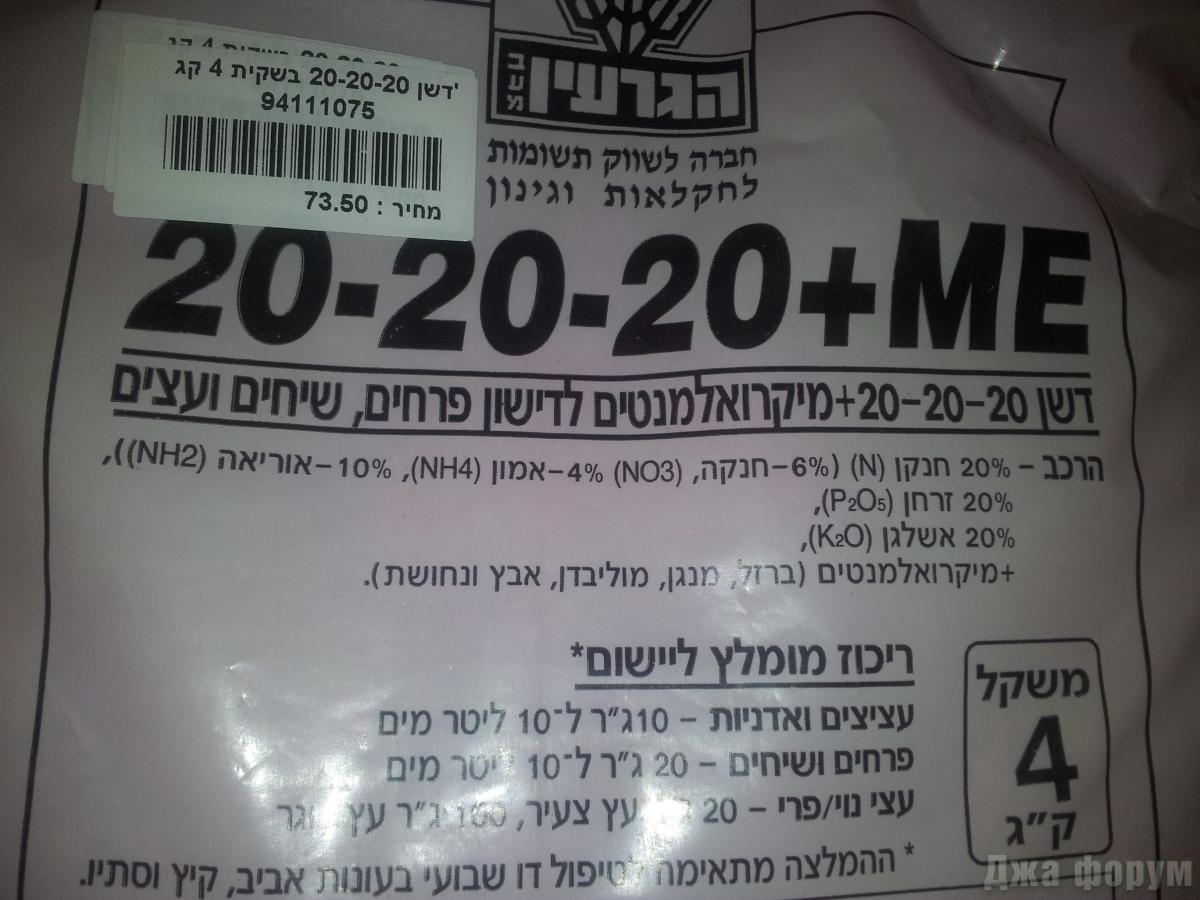 דשן 20-20-20 בשקית 4 קג'
94111075
מחיר : 73.50
הגרעין
חברה לשווק תשומות
לחקלאות וגינון
20-20-20+ME
דשן 20-20-20+מיקרואלמנטים לדישון פרחים, שיחים ועצים
הרכב - 20% חנקן (N) (6%-חנקה, (NO3) 4%-אמון (NH4), 10%-אוריאה (NH2)),
20% זרחן (P2O5),
20% אשלגן (K2O),
+מיקרואלמנטים (ברזל, מנגן, מוליבדן, אבץ ונחושת).
ריכוז מומלץ ליישום*
עציצים ואדניות - 10ג"ר ל-10 ליטר מים
פרחים ושיחים - 20 ג"ר ל-10 ליטר מים
עצי נוי/פרי - 20 עץ צעיר, 100 ג"ר עץ
* ההמלצה מתאימה לטיפול דו שבועי בעונות אביב, קיץ וסתיו.
משקל
4
ק"ג
Джа форум